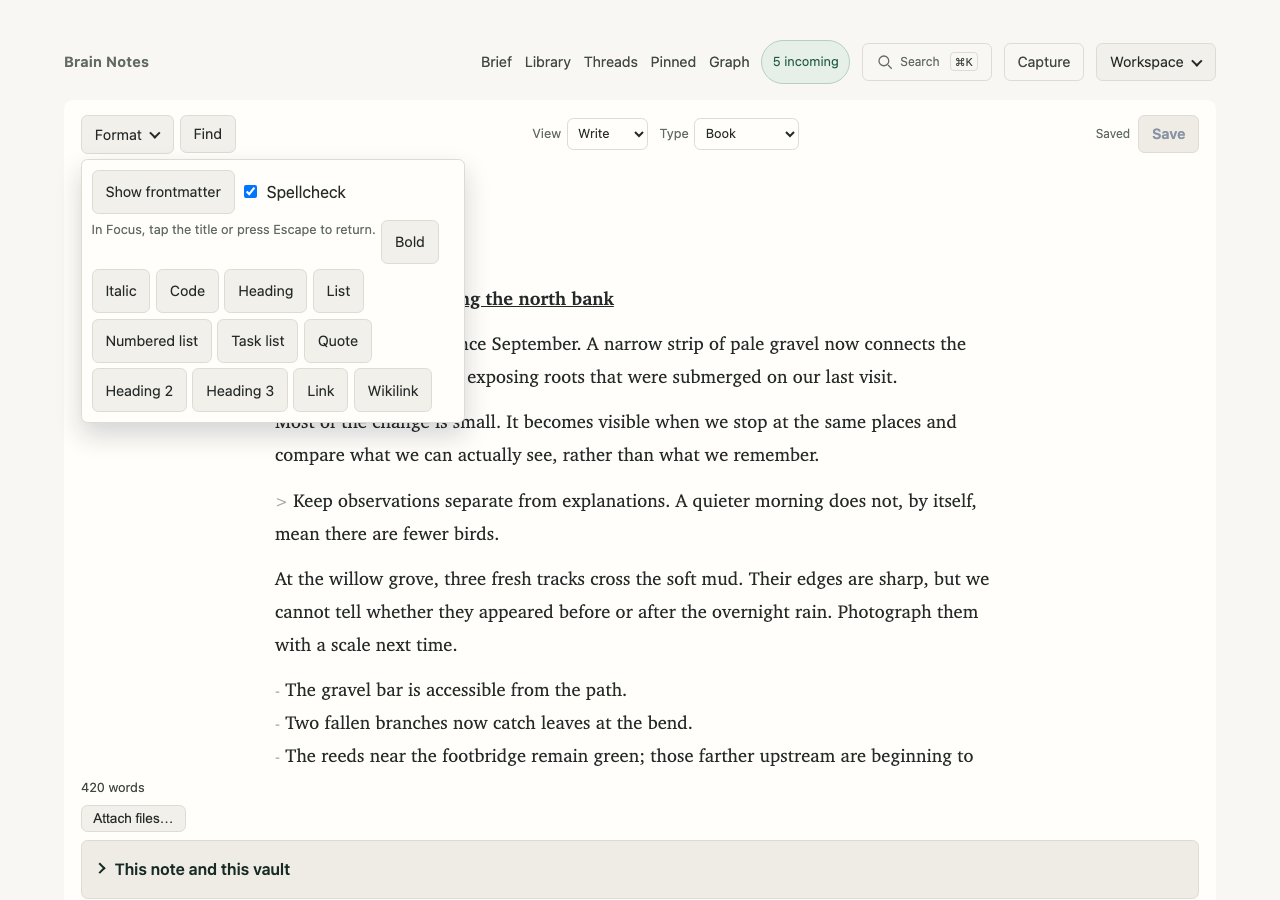 Brain Notes
Brief Library Threads Pinned Graph 5 incoming Search ⌘K Capture Workspace
Format Find View Write Type Book Saved Save
Show frontmatter Spellcheck
In Focus, tap the title or press Escape to return. Bold
Italic Code Heading List
Numbered list Task list Quote
Heading 2 Heading 3 Link Wikilink
the north bank
September. A narrow strip of pale gravel now connects the
exposing roots that were submerged on our last visit.
Most of the change is small. It becomes visible when we stop at the same places and
compare what we can actually see, rather than what we remember.
> Keep observations separate from explanations. A quieter morning does not, by itself,
mean there are fewer birds.
At the willow grove, three fresh tracks cross the soft mud. Their edges are sharp, but we
cannot tell whether they appeared before or after the overnight rain. Photograph them
with a scale next time.
- The gravel bar is accessible from the path.
- Two fallen branches now catch leaves at the bend.
- The reeds near the footbridge remain green; those farther upstream are beginning to
420 words
Attach files…
This note and this vault